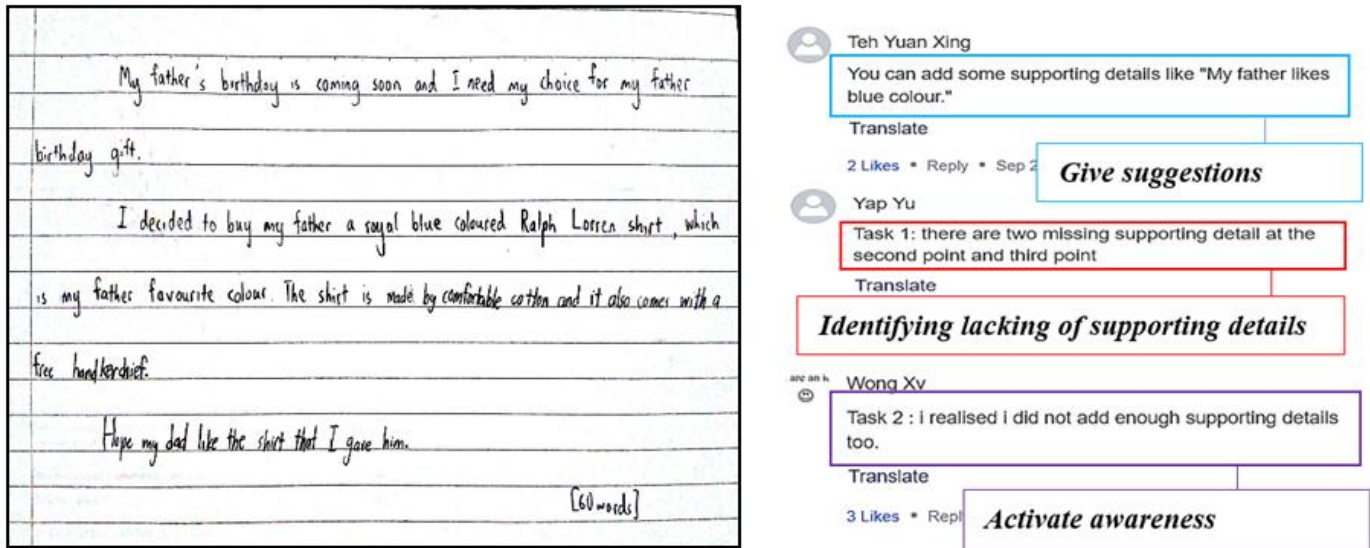 My father's birthday is coming soon and I need my choice for my father
birthday gift.
I decided to buy my father a royal blue coloured Ralph Lorren shirt, which
is my father favourite colour. The shirt is made by comfortable cotton and it also comes with a
free handkerchief.
Hope my dad like the shirt that I gave him.
[60 words]
Teh Yuan Xing
You can add some supporting details like "My father likes
blue colour."
Translate
2 Likes • Reply • Sep 2
Give suggestions
Yap Yu
Task 1: there are two missing supporting detail at the
second point and third point
Translate
Identifying lacking of supporting details
are an
Wong Xv
Task 2 : i realised i did not add enough supporting details
too.
Translate
3 Likes • Repl
Activate awareness